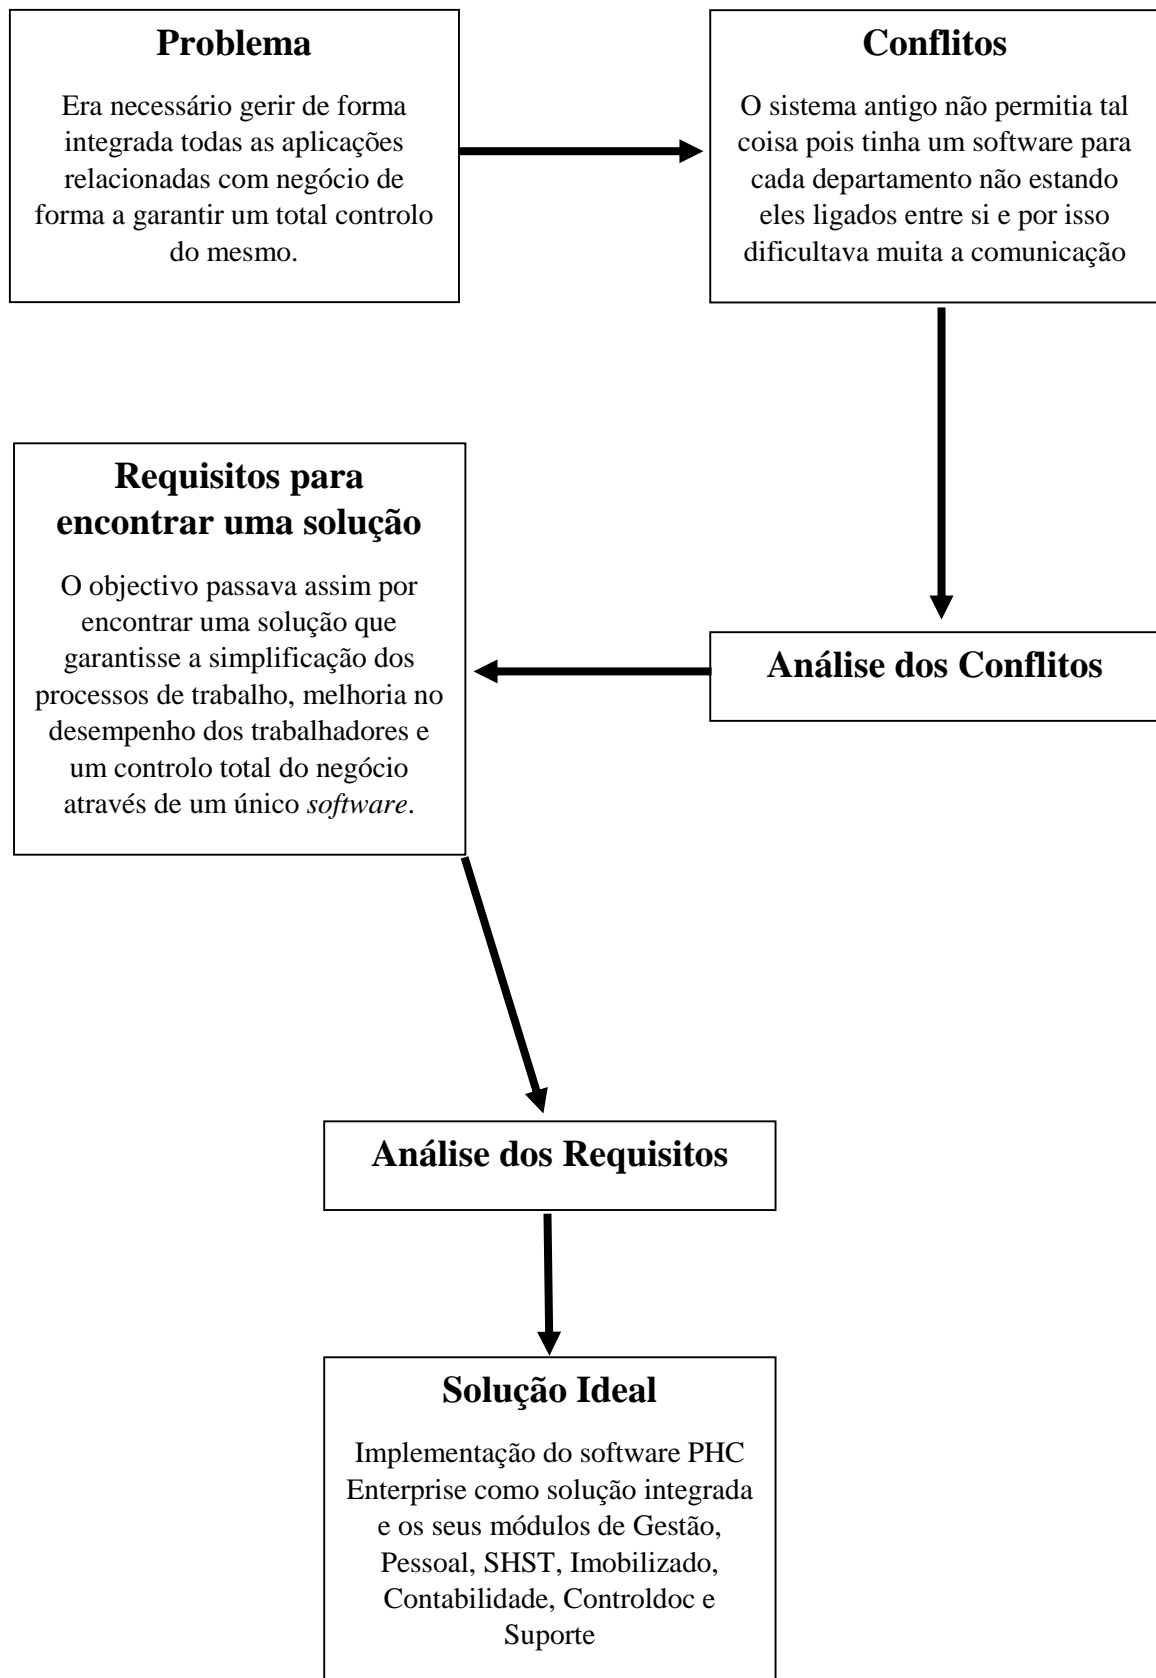 Problema
Era necessário gerir de forma
integrada todas as aplicações
relacionadas com negócio de
forma a garantir um total controlo
do mesmo.
Conflitos
O sistema antigo não permitia tal
coisa pois tinha um software para
cada departamento não estando
eles ligados entre si e por isso
dificultava muita a comunicação
Análise dos Conflitos
Requisitos para
encontrar uma solução
O objectivo passava assim por
encontrar uma solução que
garantisse a simplificação dos
processos de trabalho, melhoria no
desempenho dos trabalhadores e
um controlo total do negócio
através de um único software.
Análise dos Requisitos
Solução Ideal
Implementação do software PHC
Enterprise como solução integrada
e os seus módulos de Gestão,
Pessoal, SHST, Imobilizado,
Contabilidade, Controldoc e
Suporte